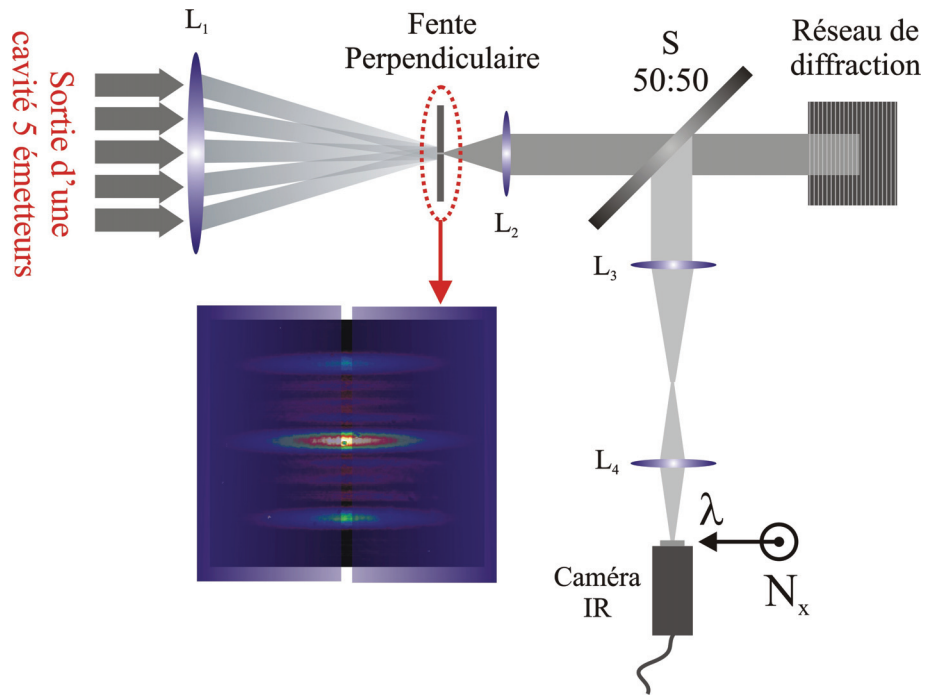 L₁
Fente
Perpendiculaire
S
50:50
Réseau de
diffraction
Sortie d'une
cavité 5 émetteurs
L₂
L₃
L₄
λ
Nₓ
Caméra
IR